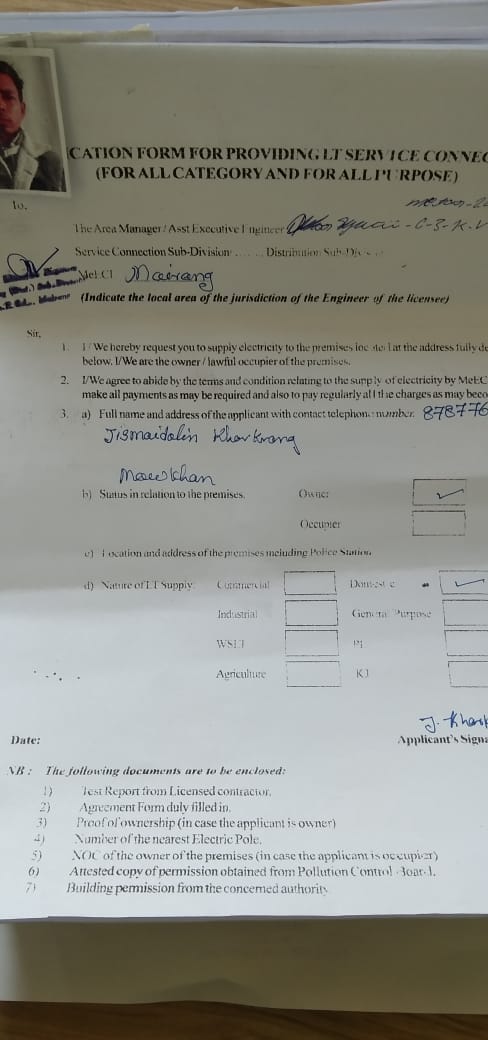 CATION FORM FOR PROVIDING LT SERVICE CONNEC
(FOR ALL CATEGORY AND FOR ALL PURPOSE)
To,
The Area Manager / Asst Executive Engineer
Service Connection Sub-Division ....... Distribution Sub-Division
MeECL Mairang
(Indicate the local area of the jurisdiction of the Engineer of the licensee)
Sir,
1. I/We hereby request you to supply electricity to the premises located at the address fully de
below. I/We are the owner / lawful occupier of the premises.
2. I/We agree to abide by the terms and condition relating to the supply of electricity by MeEC
make all payments as may be required and also to pay regularly all the charges as may beco
3. a) Full name and address of the applicant with contact telephone number. 878776
Jismaidalin Kharkrang
Mawkhan
b) Status in relation to the premises. Owner ✓
Occupier
c) Location and address of the premises including Police Station.
d) Nature of LT Supply: Commercial Domestic ✓
Industrial General Purpose
WSLT PL
Agriculture KJ
J. Khark
Date: Applicant's Signa
NB : The following documents are to be enclosed:
1) Test Report from Licensed contractor.
2) Agreement Form duly filled in.
3) Proof of ownership (in case the applicant is owner)
4) Number of the nearest Electric Pole.
5) NOC of the owner of the premises (in case the applicant is occupier)
6) Attested copy of permission obtained from Pollution Control Board.
7) Building permission from the concerned authority